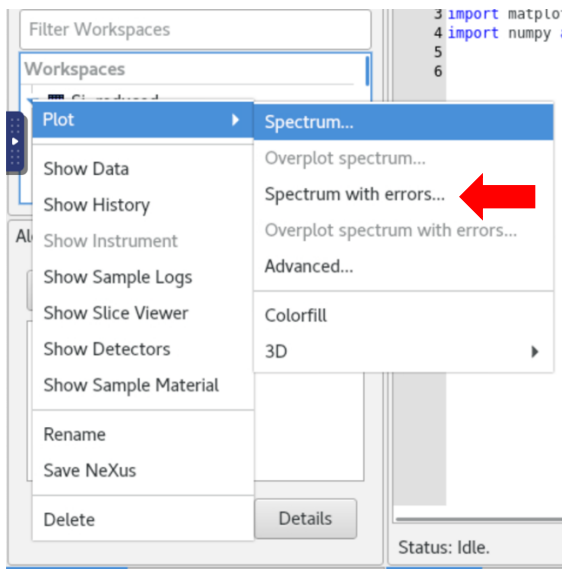 Filter Workspaces
Workspaces
Si_reduced
Plot
Show Data
Show History
Show Instrument
Show Sample Logs
Show Slice Viewer
Show Detectors
Show Sample Material
Rename
Save NeXus
Delete
Spectrum...
Overplot spectrum...
Spectrum with errors...
Overplot spectrum with errors...
Advanced...
Colorfill
3D
Al
Details
3 import matplo
4 import numpy
5
6
Status: Idle.